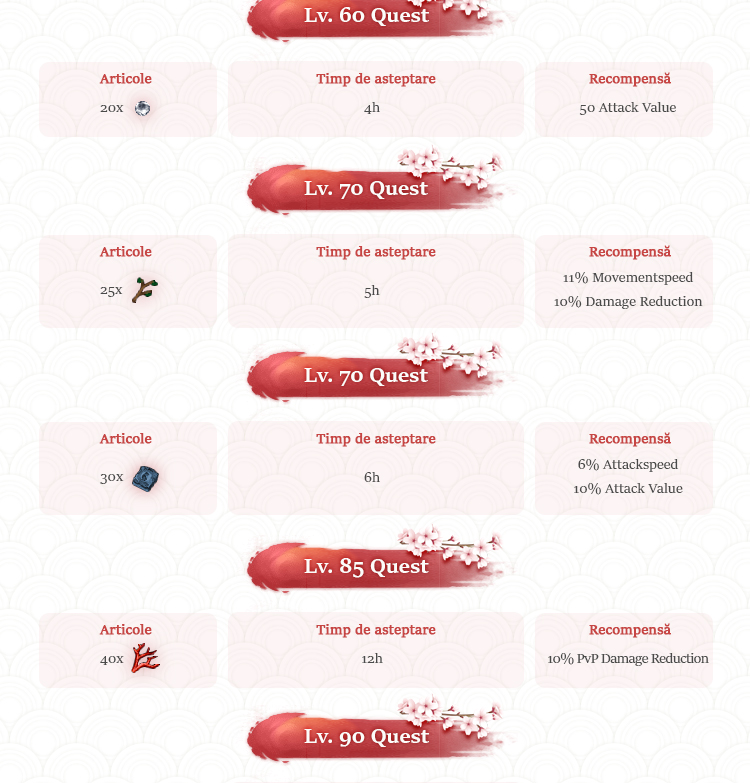 Lv. 60 Quest
Articole
Timp de asteptare
Recompensă
20x
4h
50 Attack Value
Lv. 70 Quest
Articole
Timp de asteptare
Recompensă
25x
5h
11% Movementspeed
10% Damage Reduction
Lv. 70 Quest
Articole
Timp de asteptare
Recompensă
30x
6h
6% Attackspeed
10% Attack Value
Lv. 85 Quest
Articole
Timp de asteptare
Recompensă
40x
12h
10% PvP Damage Reduction
Lv. 90 Quest